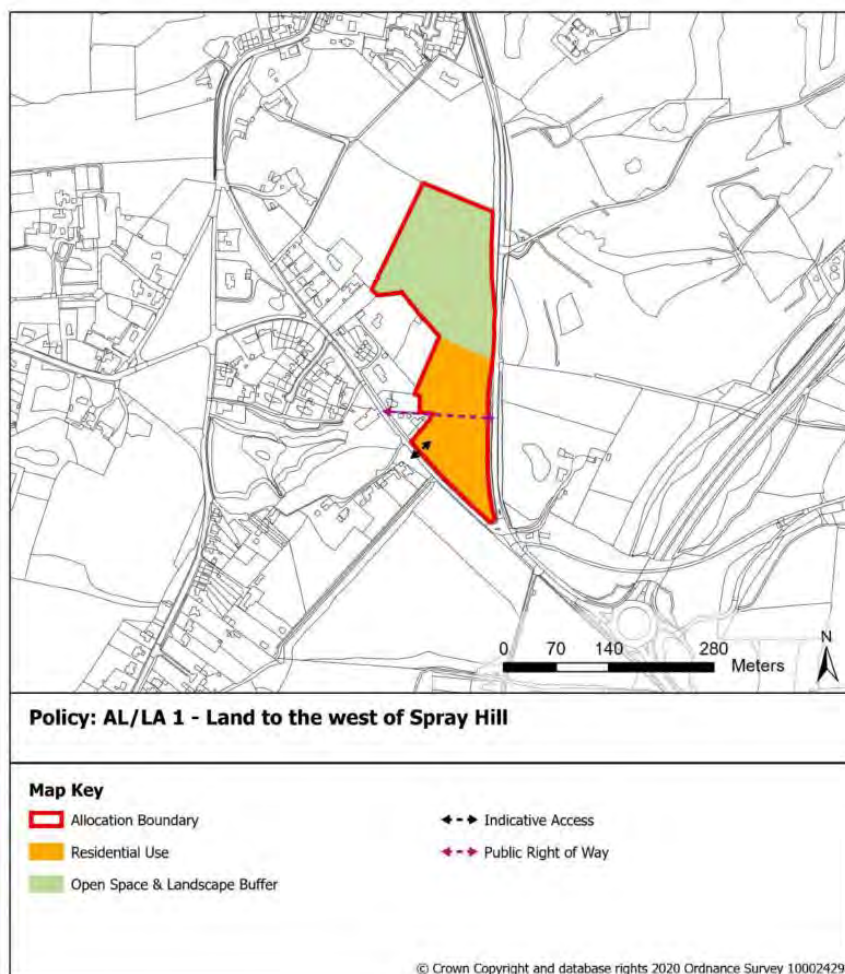 N
0 70 140 280
Meters
Policy: AL/LA 1 - Land to the west of Spray Hill
Map Key
Allocation Boundary
Residential Use
Open Space & Landscape Buffer
Indicative Access
Public Right of Way
© Crown Copyright and database rights 2020 Ordnance Survey 10002429